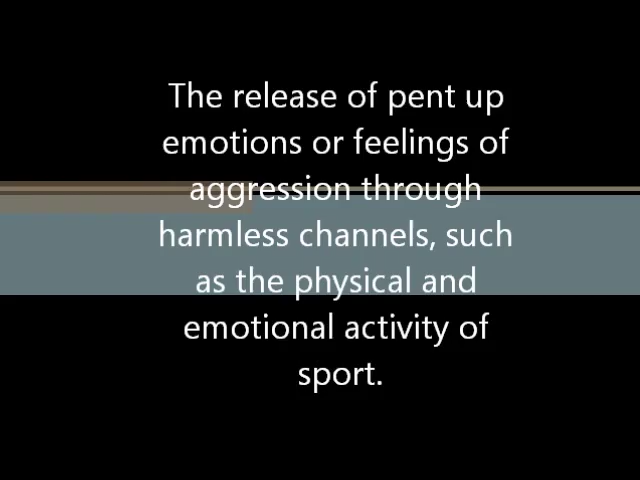 The release of pent up
emotions or feelings of
aggression through
harmless channels, such
as the physical and
emotional activity of
sport.